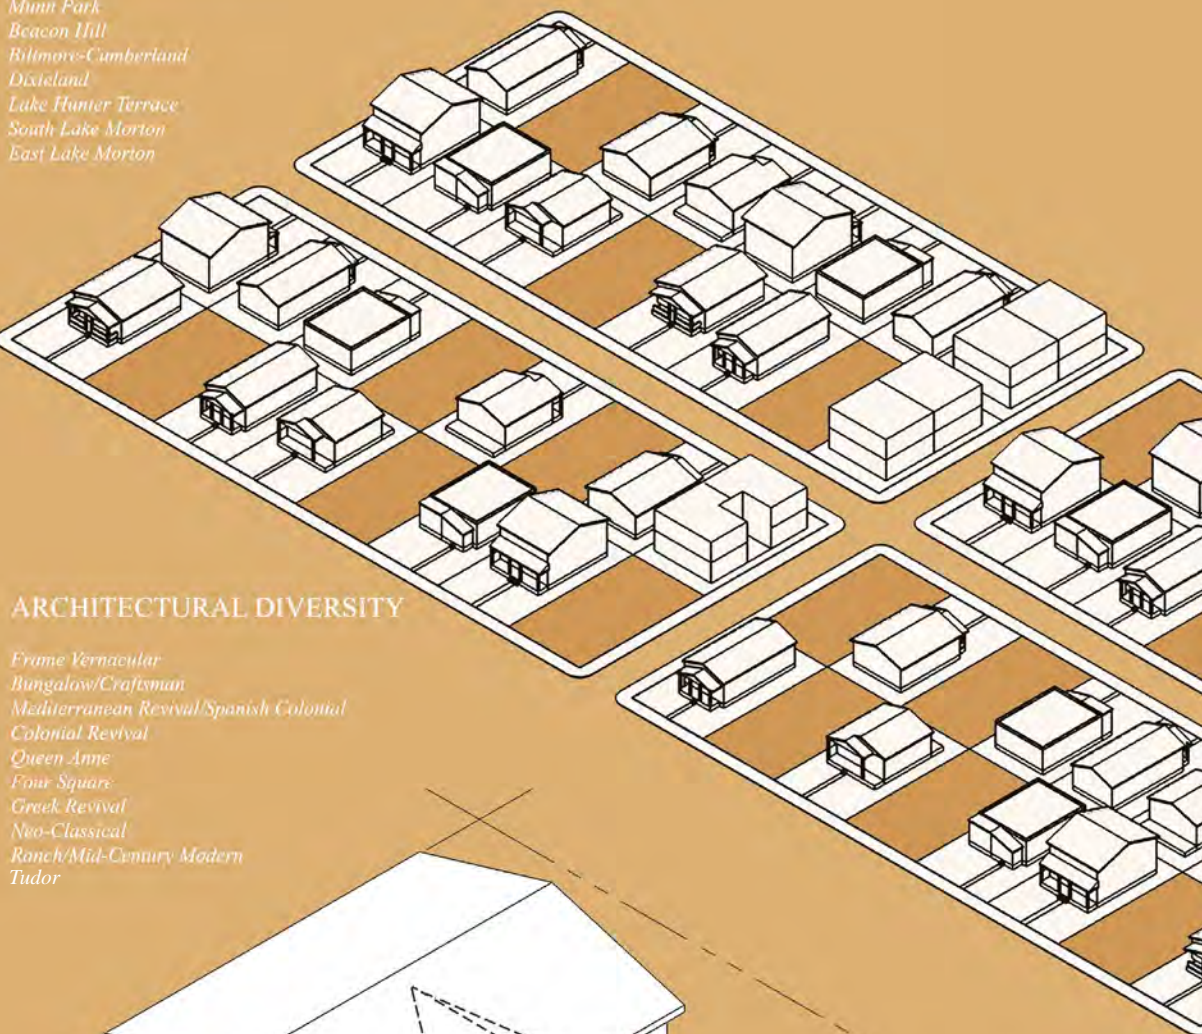 Munn Park
Beacon Hill
Biltmore-Cumberland
Dixieland
Lake Hunter Terrace
South Lake Morton
East Lake Morton
ARCHITECTURAL DIVERSITY
Frame Vernacular
Bungalow/Craftsman
Mediterranean Revival/Spanish Colonial
Colonial Revival
Queen Anne
Four Square
Greek Revival
Neo-Classical
Ranch/Mid-Century Modern
Tudor